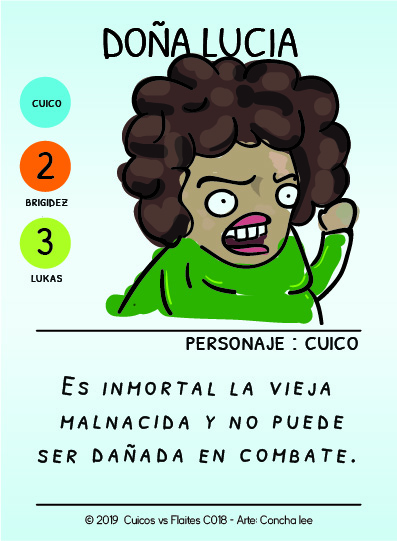 DOÑA LUCIA
CUICO
2
BRIGIDEZ
3
LUKAS
PERSONAJE : CUICO
ES INMORTAL LA VIEJA
MALNACIDA Y NO PUEDE
SER DAÑADA EN COMBATE.
© 2019 Cuicos vs Flaites C018 - Arte: Concha lee